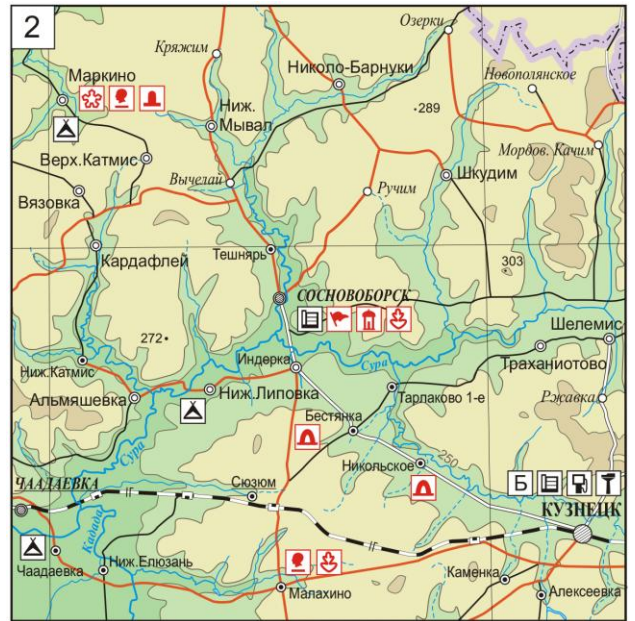 2
Озерки
Кряжим
Маркино
Николо-Барнуки
Новополянское
Ниж.
Мывал
289
Верх.Катмис
Мордов. Качим
Вычелай
Шкудим
Вязовка
Ручим
Кардафлей
Тешнярь
303
СОСНОВОБОРСК
272
Шелемис
Индерка
Сура
Траханиотово
Ниж.Катмис
Альмяшевка
Ниж.Липовка
Тарлаково 1-е
Ржавка
Бестянка
Сура
250
Никольское
ЧААДАЕВКА
Сюзюм
Б
КУЗНЕЦК
Кадада
Чаадаевка
Ниж.Елюзань
Каменка
Малахино
Алексеевка